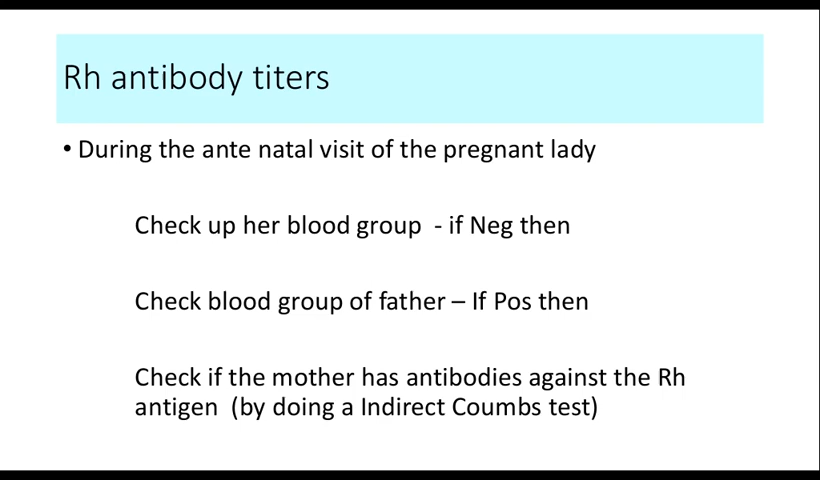 Rh antibody titers
• During the ante natal visit of the pregnant lady
Check up her blood group  - if Neg then
Check blood group of father – If Pos then
Check if the mother has antibodies against the Rh
antigen  (by doing a Indirect Coumbs test)